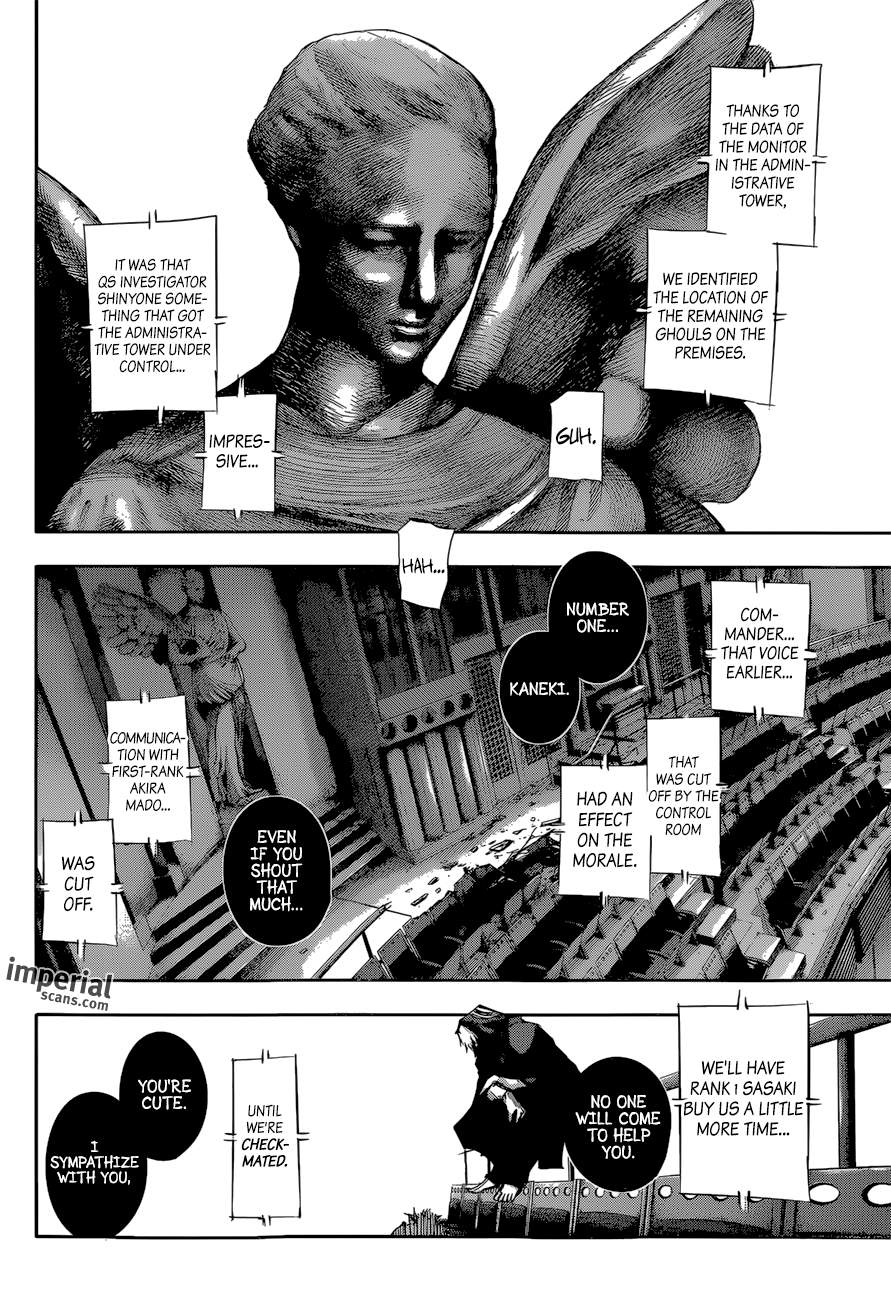 THANKS TO
THE DATA OF
THE MONITOR
IN THE ADMIN-
ISTRATIVE
TOWER,
WE IDENTIFIED
THE LOCATION OF
THE REMAINING
GHOULS ON THE
PREMISES.
GUH.
IT WAS THAT
QS INVESTIGATOR
SHINYONE SOME-
THING THAT GOT
THE ADMINISTRA-
TIVE TOWER UNDER
CONTROL...
IMPRES-
SIVE...
HAH...
COM-
MANDER...
THAT VOICE
EARLIER...
THAT
WAS CUT
OFF BY THE
CONTROL
ROOM
HAD AN
EFFECT
ON THE
MORALE.
NUMBER
ONE...
KANEKI.
EVEN
IF YOU
SHOUT
THAT
MUCH...
COMMUNICA-
TION WITH
FIRST-RANK
AKIRA
MADO...
WAS
CUT
OFF.
imperial
scans.com
WE'LL HAVE
RANK 1 SASAKI
BUY US A LITTLE
MORE TIME...
NO ONE
WILL COME
TO HELP
YOU.
UNTIL
WE'RE
CHECK-
MATED.
YOU'RE
CUTE.
I
SYMPATHIZE
WITH YOU,